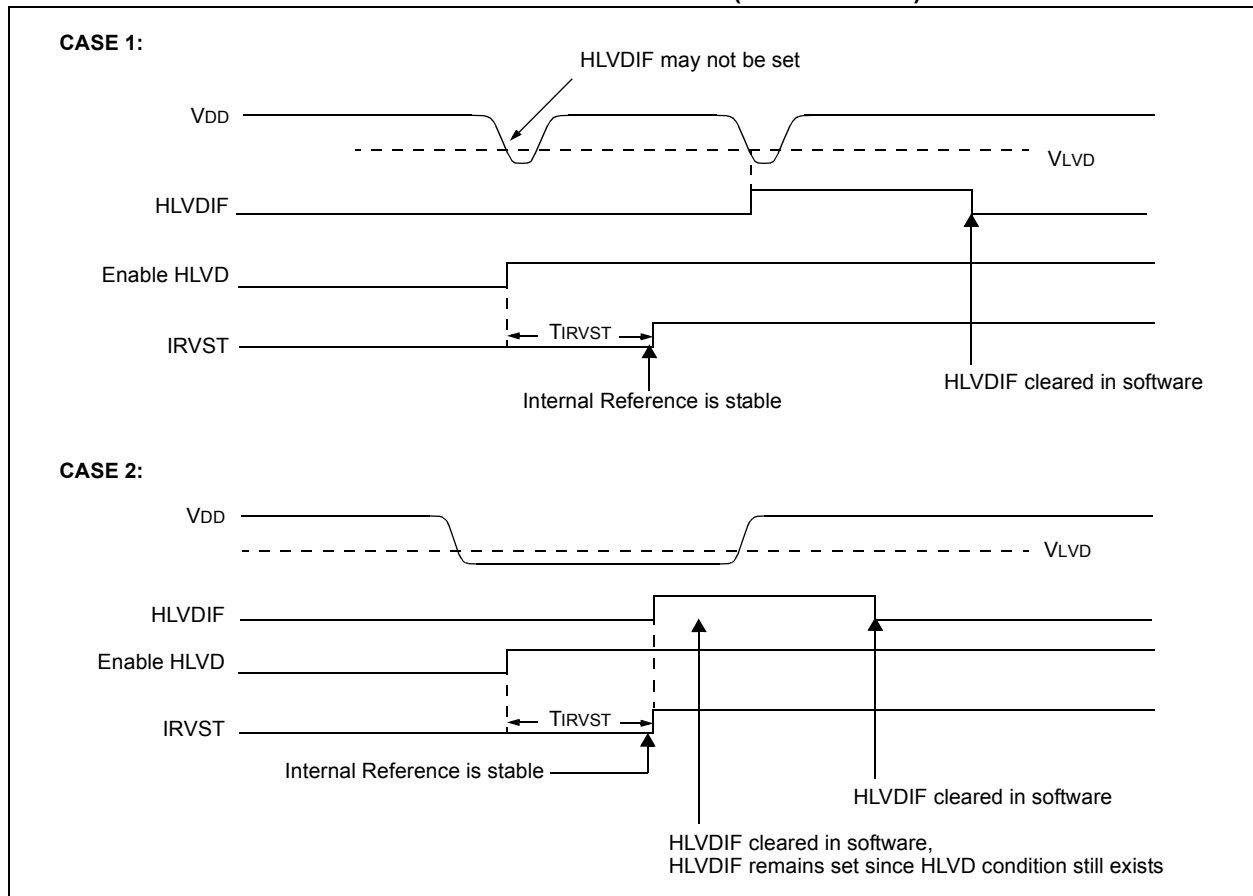 CASE 1:
HLVDIF may not be set
VDD
VLVD
HLVDIF
Enable HLVD
TIRVST
IRVST
HLVDIF cleared in software
Internal Reference is stable
CASE 2:
VDD
VLVD
HLVDIF
Enable HLVD
TIRVST
IRVST
Internal Reference is stable
HLVDIF cleared in software
HLVDIF cleared in software,
HLVDIF remains set since HLVD condition still exists